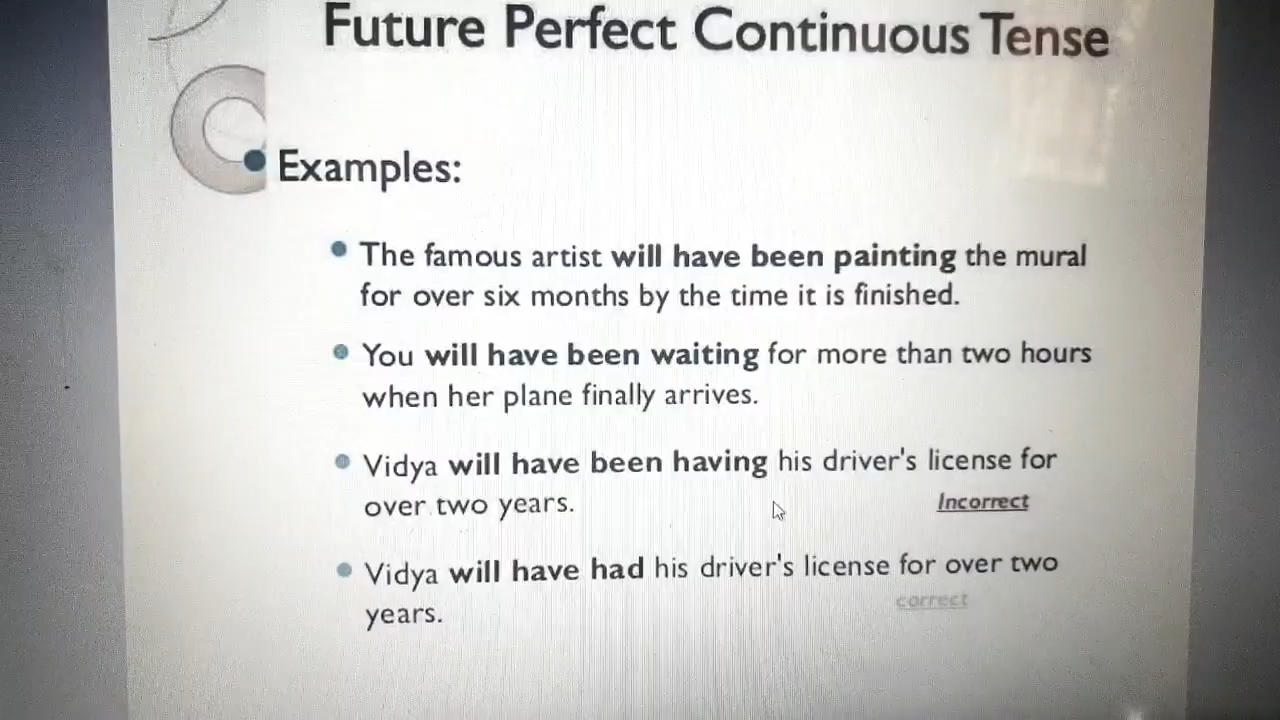 Future Perfect Continuous Tense
Examples:
The famous artist will have been painting the mural
for over six months by the time it is finished.
You will have been waiting for more than two hours
when her plane finally arrives.
Vidya will have been having his driver's license for
over two years.
Incorrect
Vidya will have had his driver's license for over two
years.
correct